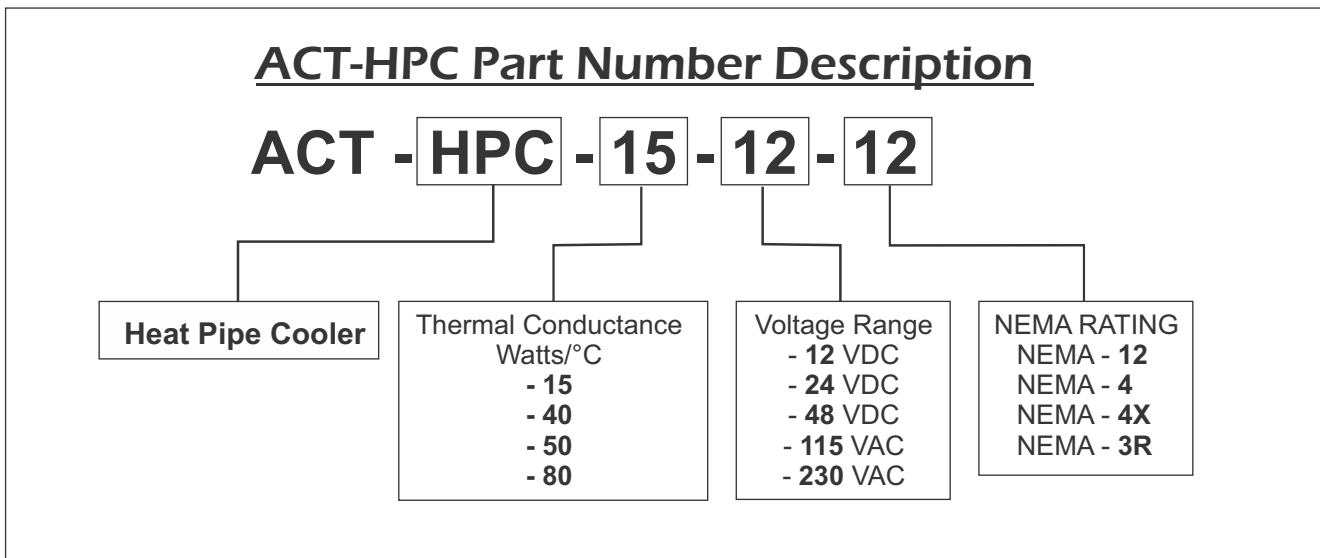 ACT-HPC Part Number Description
ACT - HPC - 15 - 12 - 12
Heat Pipe Cooler
Thermal Conductance
Watts/°C
- 15
- 40
- 50
- 80
Voltage Range
- 12 VDC
- 24 VDC
- 48 VDC
- 115 VAC
- 230 VAC
NEMA RATING
NEMA - 12
NEMA - 4
NEMA - 4X
NEMA - 3R